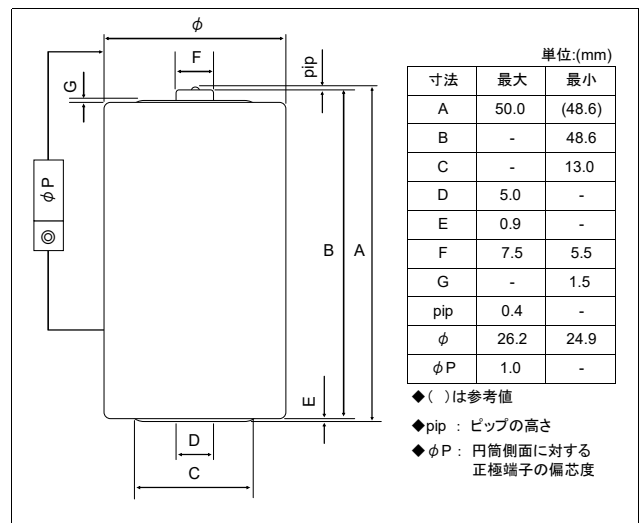 φ
F
pip
G
φP
◎
B
A
E
D
C
単位:(mm)
寸法 最大 最小
A 50.0 (48.6)
B - 48.6
C - 13.0
D 5.0 -
E 0.9 -
F 7.5 5.5
G - 1.5
pip 0.4 -
φ 26.2 24.9
φP 1.0 -
◆( )は参考値
◆pip : ピップの高さ
◆φP : 円筒側面に対する
正極端子の偏芯度